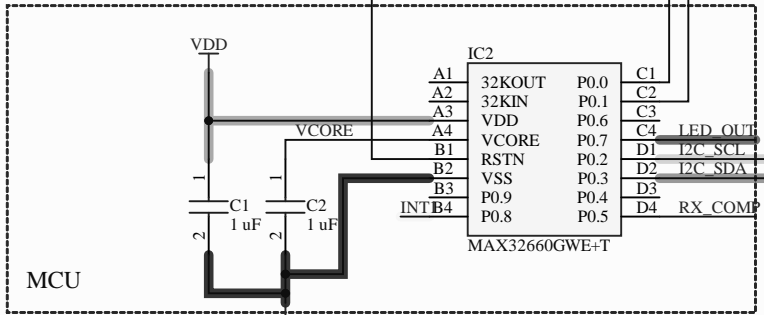 VDD
IC2
A1 32KOUT P0.0 C1
A2 32KIN P0.1 C2
A3 VDD P0.6 C3
VCORE A4 VCORE P0.7 C4 LED_OUT
B1 RSTN P0.2 D1 I2C_SCL
1 1 B2 VSS P0.3 D2 I2C_SDA
B3 P0.9 P0.4 D3
C1 C2 INT1 B4 P0.8 P0.5 D4 RX_COMP
1 uF 1 uF
2 2
MAX32660GWE+T
MCU